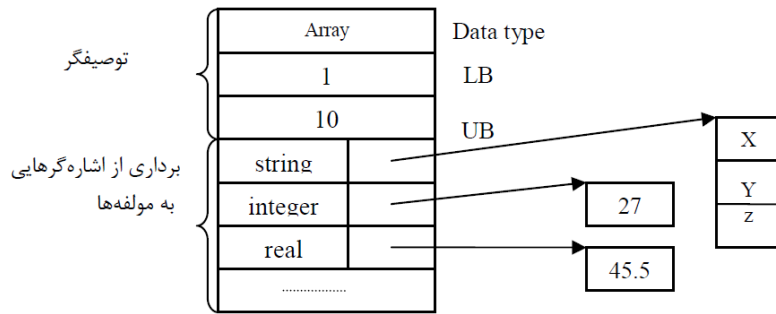 Array
Data type
توصیفگر
1
LB
10
UB
string
X
برداری از اشاره‌گرهایی
به مولفه‌ها
integer
27
Y
z
real
45.5
..................